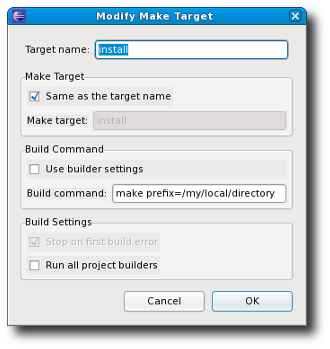 Modify Make Target
Target name: install
Make Target
Same as the target name
Make target: install
Build Command
Use builder settings
Build command: make prefix=/my/local/directory
Build Settings
Stop on first build error
Run all project builders
Cancel OK